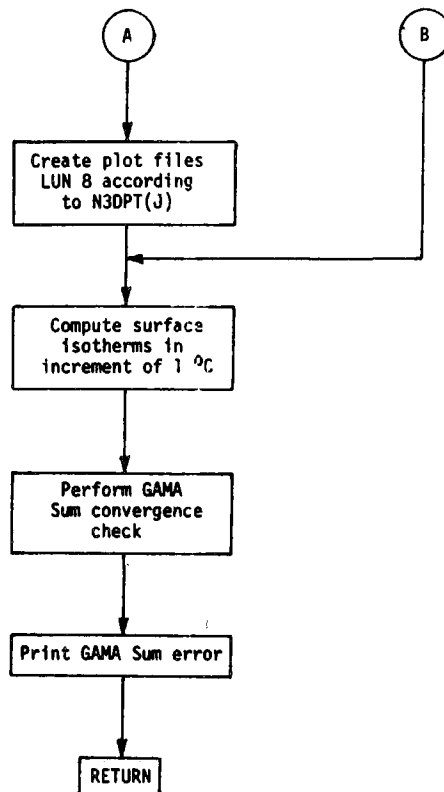 A
B
Create plot files
LUN 8 according
to N3DPT(J)
Compute surface
isotherms in
increment of 1 ºC
Perform GAMA
Sum convergence
check
Print GAMA Sum error
RETURN